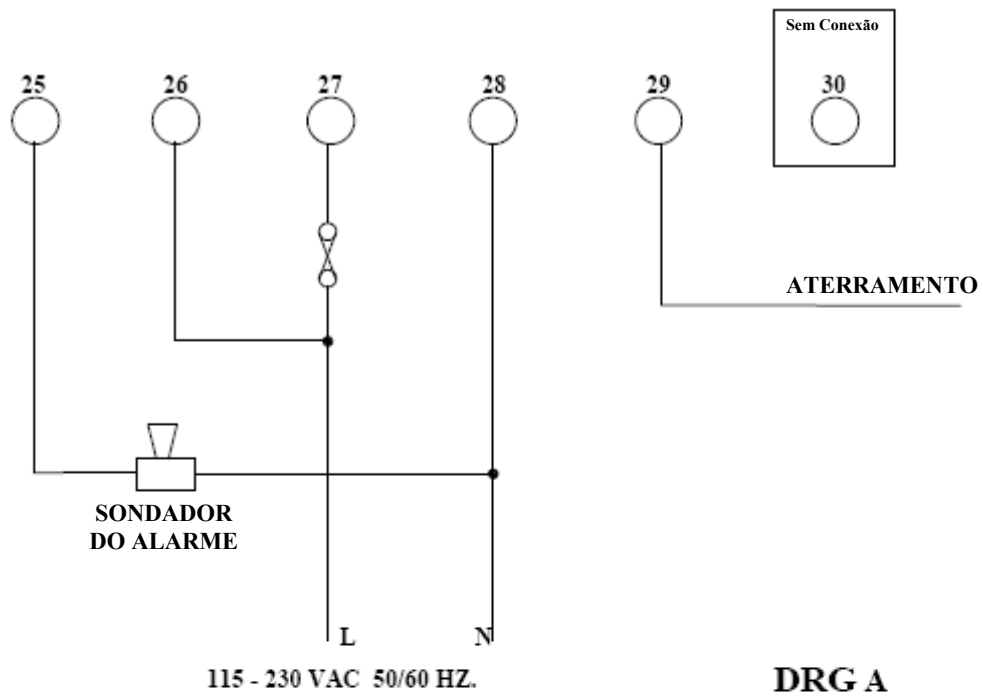 Sem Conexão
25 26 27 28 29 30
ATERRAMENTO
SONDADOR
DO ALARME
L N
115 - 230 VAC 50/60 HZ.
DRG A